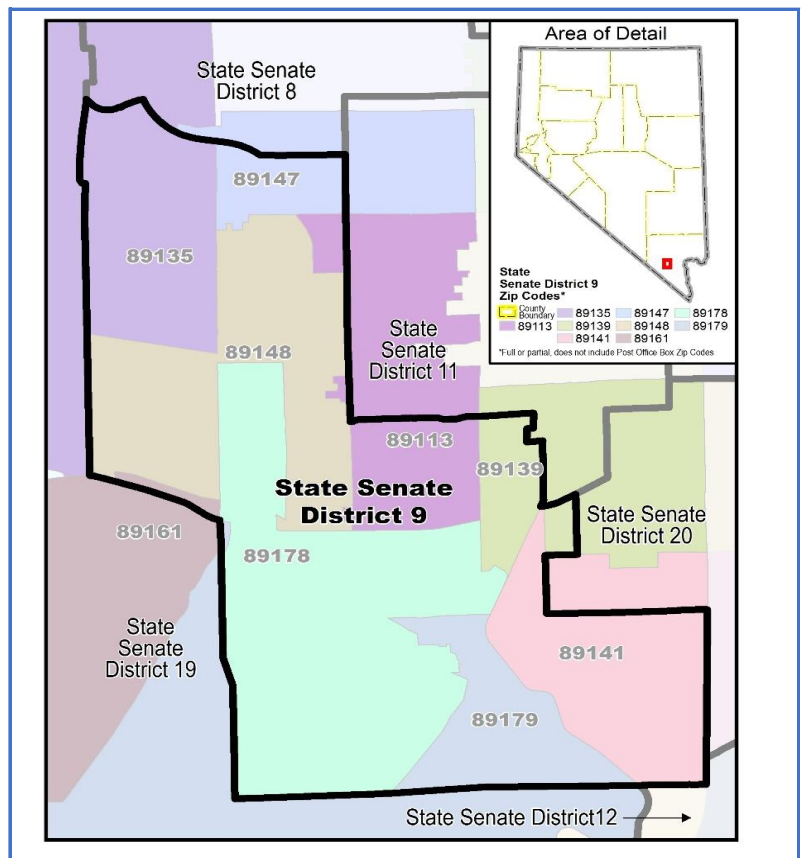 Area of Detail
State Senate
District 8
89147
89135
State
Senate District 9
Zip Codes*
County
Boundary
89135
89147
89178
89113
89139
89148
89179
89141
89161
*Full or partial, does not include Post Office Box Zip Codes
State
Senate
District 11
89148
89113
89139
State Senate
District 9
State Senate
District 20
89161
89178
State
Senate
District 19
89141
89179
State Senate District12